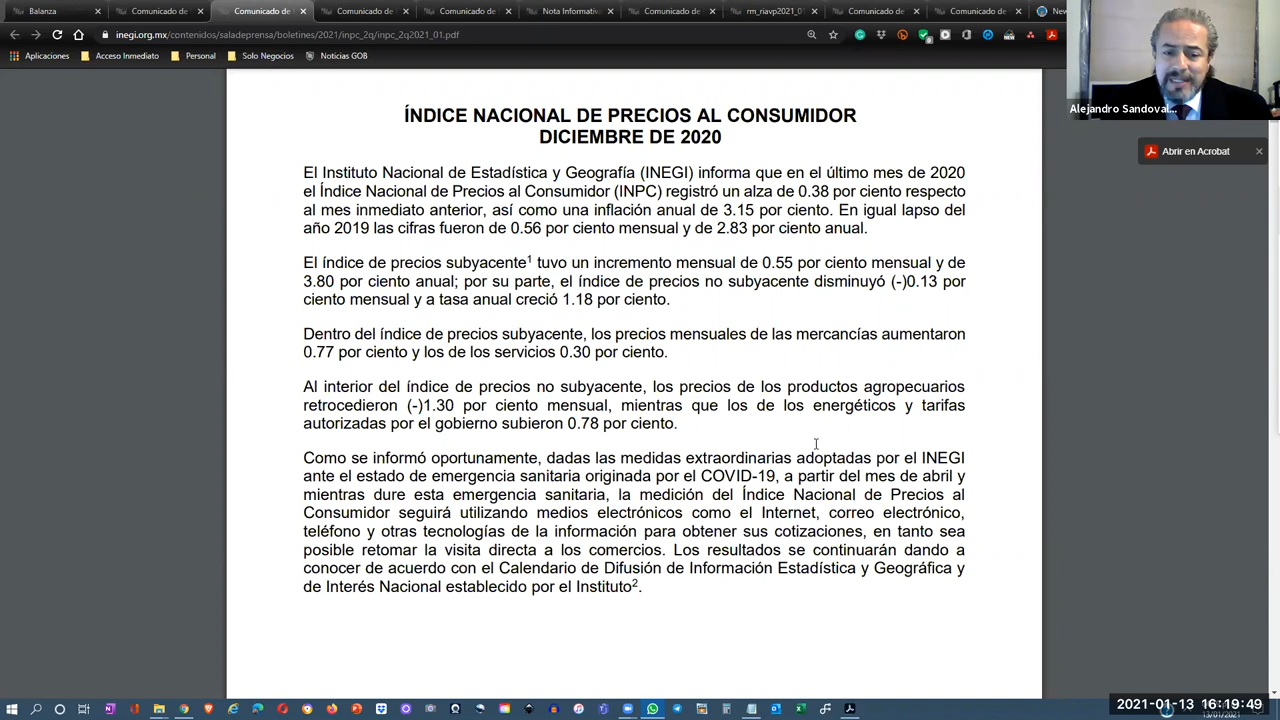 Balanza
Comunicado de
Comunicado de
Comunicado de
Comunicado de
Nota Informativ
Comunicado de
rm_riavp2021_0
Comunicado de
Comunicado de
New
inegi.org.mx/contenidos/saladeprensa/boletines/2021/inpc_2q/inpc_2q2021_01.pdf
Aplicaciones
Acceso Inmediato
Personal
Solo Negocios
Noticias GOB
Alejandro Sandoval...
Abrir en Acrobat
ÍNDICE NACIONAL DE PRECIOS AL CONSUMIDOR
DICIEMBRE DE 2020
El Instituto Nacional de Estadística y Geografía (INEGI) informa que en el último mes de 2020
el Índice Nacional de Precios al Consumidor (INPC) registró un alza de 0.38 por ciento respecto
al mes inmediato anterior, así como una inflación anual de 3.15 por ciento. En igual lapso del
año 2019 las cifras fueron de 0.56 por ciento mensual y de 2.83 por ciento anual.
El índice de precios subyacente¹ tuvo un incremento mensual de 0.55 por ciento mensual y de
3.80 por ciento anual; por su parte, el índice de precios no subyacente disminuyó (-)0.13 por
ciento mensual y a tasa anual creció 1.18 por ciento.
Dentro del índice de precios subyacente, los precios mensuales de las mercancías aumentaron
0.77 por ciento y los de los servicios 0.30 por ciento.
Al interior del índice de precios no subyacente, los precios de los productos agropecuarios
retrocedieron (-)1.30 por ciento mensual, mientras que los de los energéticos y tarifas
autorizadas por el gobierno subieron 0.78 por ciento.
Como se informó oportunamente, dadas las medidas extraordinarias adoptadas por el INEGI
ante el estado de emergencia sanitaria originada por el COVID-19, a partir del mes de abril y
mientras dure esta emergencia sanitaria, la medición del Índice Nacional de Precios al
Consumidor seguirá utilizando medios electrónicos como el Internet, correo electrónico,
teléfono y otras tecnologías de la información para obtener sus cotizaciones, en tanto sea
posible retomar la visita directa a los comercios. Los resultados se continuarán dando a
conocer de acuerdo con el Calendario de Difusión de Información Estadística y Geográfica y
de Interés Nacional establecido por el Instituto².
2021-01-13 16:19:49
13/01/2021